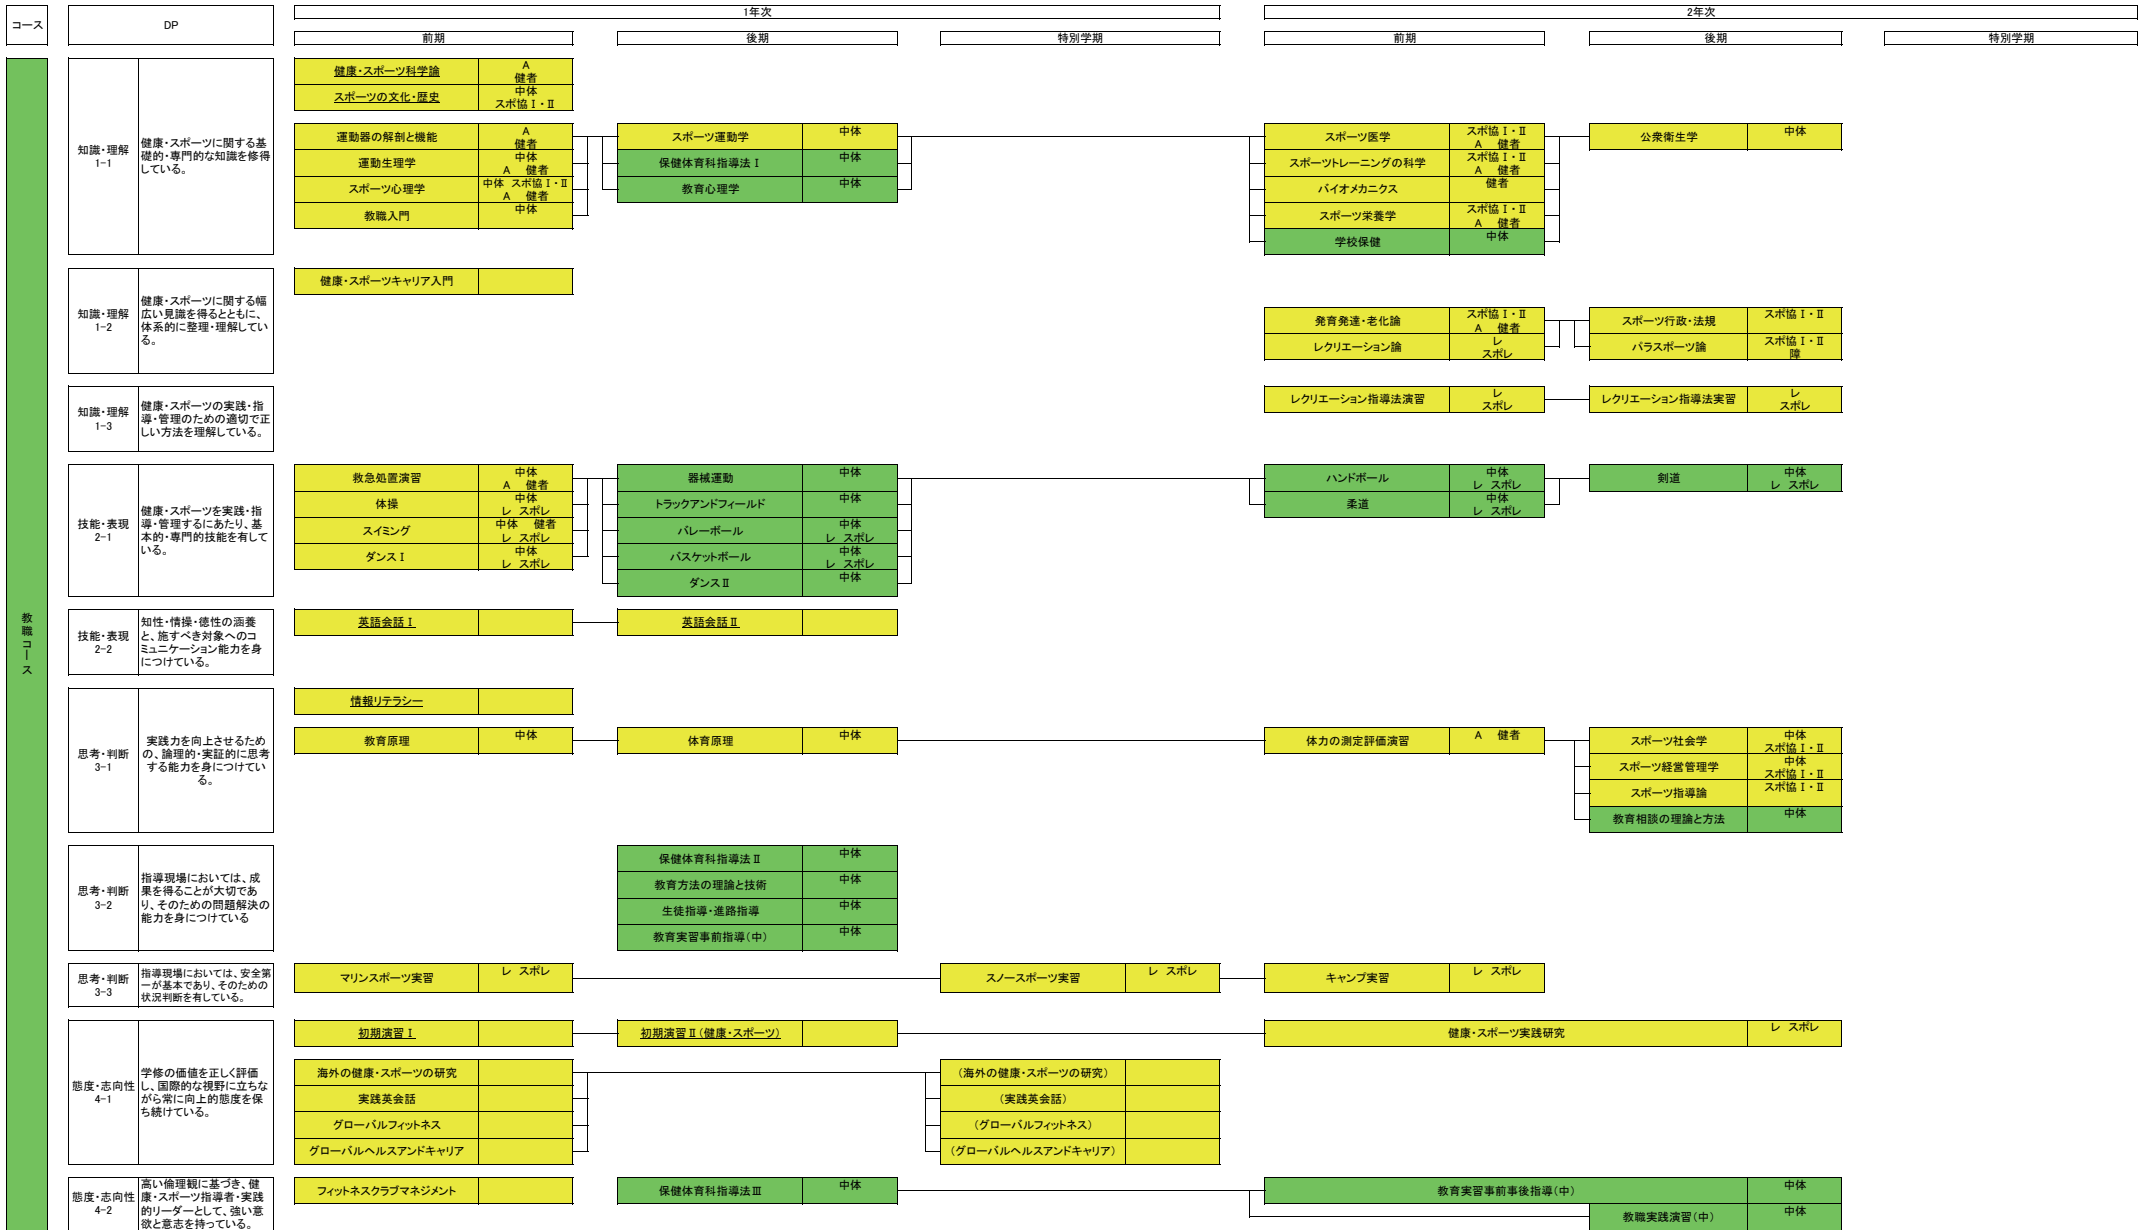 コース
DP
1年次
2年次
前期
後期
特別学期
前期
後期
特別学期
教職コース
知識・理解
1-1
健康・スポーツに関する基
礎的・専門的な知識を修得
している。
健康・スポーツ科学論
A
健者
スポーツの文化・歴史
中体
スポ協Ⅰ・Ⅱ
運動器の解剖と機能
A
健者
スポーツ運動学
中体
スポーツ医学
スポ協Ⅰ・Ⅱ
A 健者
公衆衛生学
中体
運動生理学
中体
A 健者
保健体育科指導法Ⅰ
中体
スポーツトレーニングの科学
スポ協Ⅰ・Ⅱ
A 健者
スポーツ心理学
中体 スポ協Ⅰ・Ⅱ
A 健者
教育心理学
中体
バイオメカニクス
健者
教職入門
中体
スポーツ栄養学
スポ協Ⅰ・Ⅱ
A 健者
学校保健
中体
知識・理解
1-2
健康・スポーツに関する幅
広い見識を得るとともに、
体系的に整理・理解してい
る。
健康・スポーツキャリア入門
発育発達・老化論
スポ協Ⅰ・Ⅱ
A 健者
スポーツ行政・法規
スポ協Ⅰ・Ⅱ
レクリエーション論
レ
スポレ
パラスポーツ論
スポ協Ⅰ・Ⅱ
障
知識・理解
1-3
健康・スポーツの実践・指
導・管理のための適切で正
しい方法を理解している。
レクリエーション指導法演習
レ
スポレ
レクリエーション指導法実習
レ
スポレ
技能・表現
2-1
健康・スポーツを実践・指
導・管理するにあたり、基
本的・専門的技能を有して
いる。
救急処置演習
中体
A 健者
器械運動
中体
ハンドボール
中体
レ スポレ
剣道
中体
レ スポレ
体操
中体
レ スポレ
トラックアンドフィールド
中体
柔道
中体
レ スポレ
スイミング
中体 健者
レ スポレ
バレーボール
中体
レ スポレ
ダンスⅠ
中体
レ スポレ
バスケットボール
中体
レ スポレ
ダンスⅡ
中体
技能・表現
2-2
知性・情操・徳性の涵養
と、施すべき対象へのコ
ミュニケーション能力を身
につけている。
英語会話Ⅰ
英語会話Ⅱ
思考・判断
3-1
実践力を向上させるため
の、論理的・実証的に思考
する能力を身につけてい
る。
情報リテラシー
教育原理
中体
体育原理
中体
体力の測定評価演習
A 健者
スポーツ社会学
中体
スポ協Ⅰ・Ⅱ
スポーツ経営管理学
中体
スポ協Ⅰ・Ⅱ
スポーツ指導論
スポ協Ⅰ・Ⅱ
教育相談の理論と方法
中体
思考・判断
3-2
指導現場においては、成
果を得ることが大切であ
り、そのための問題解決の
能力を身につけている
保健体育科指導法Ⅱ
中体
教育方法の理論と技術
中体
生徒指導・進路指導
中体
教育実習事前指導（中）
中体
思考・判断
3-3
指導現場においては、安全第
一が基本であり、そのための
状況判断を有している。
マリンスポーツ実習
レ スポレ
スノースポーツ実習
レ スポレ
キャンプ実習
レ スポレ
態度・志向性
4-1
学修の価値を正しく評価
し、国際的な視野に立ちな
がら常に向上的態度を保
ち続けている。
初期演習Ⅰ
初期演習Ⅱ（健康・スポーツ）
健康・スポーツ実践研究
レ スポレ
海外の健康・スポーツの研究
（海外の健康・スポーツの研究）
実践英会話
（実践英会話）
グローバルフィットネス
（グローバルフィットネス）
グローバルヘルスアンドキャリア
（グローバルヘルスアンドキャリア）
態度・志向性
4-2
高い倫理観に基づき、健
康・スポーツ指導者・実践
的リーダーとして、強い意
欲と意志を持っている。
フィットネスクラブマネジメント
保健体育科指導法Ⅲ
中体
教育実習事前事後指導（中）
中体
教職実践演習（中）
中体